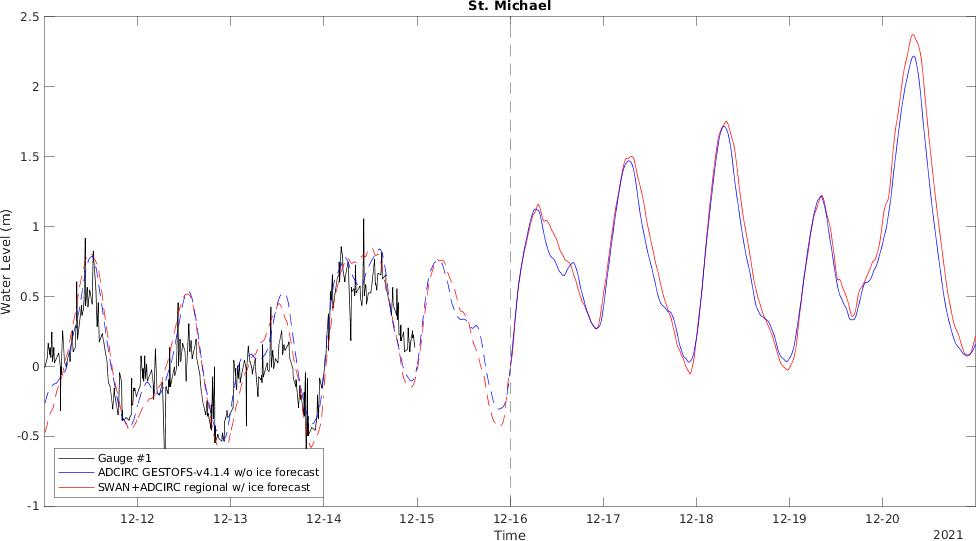 St. Michael
2.5
2
1.5
1
0.5
0
-0.5
-1
Water Level (m)
Gauge #1
ADCIRC GESTOFS-v4.1.4 w/o ice forecast
SWAN+ADCIRC regional w/ ice forecast
12-12 12-13 12-14 12-15 12-16 12-17 12-18 12-19 12-20
Time
2021